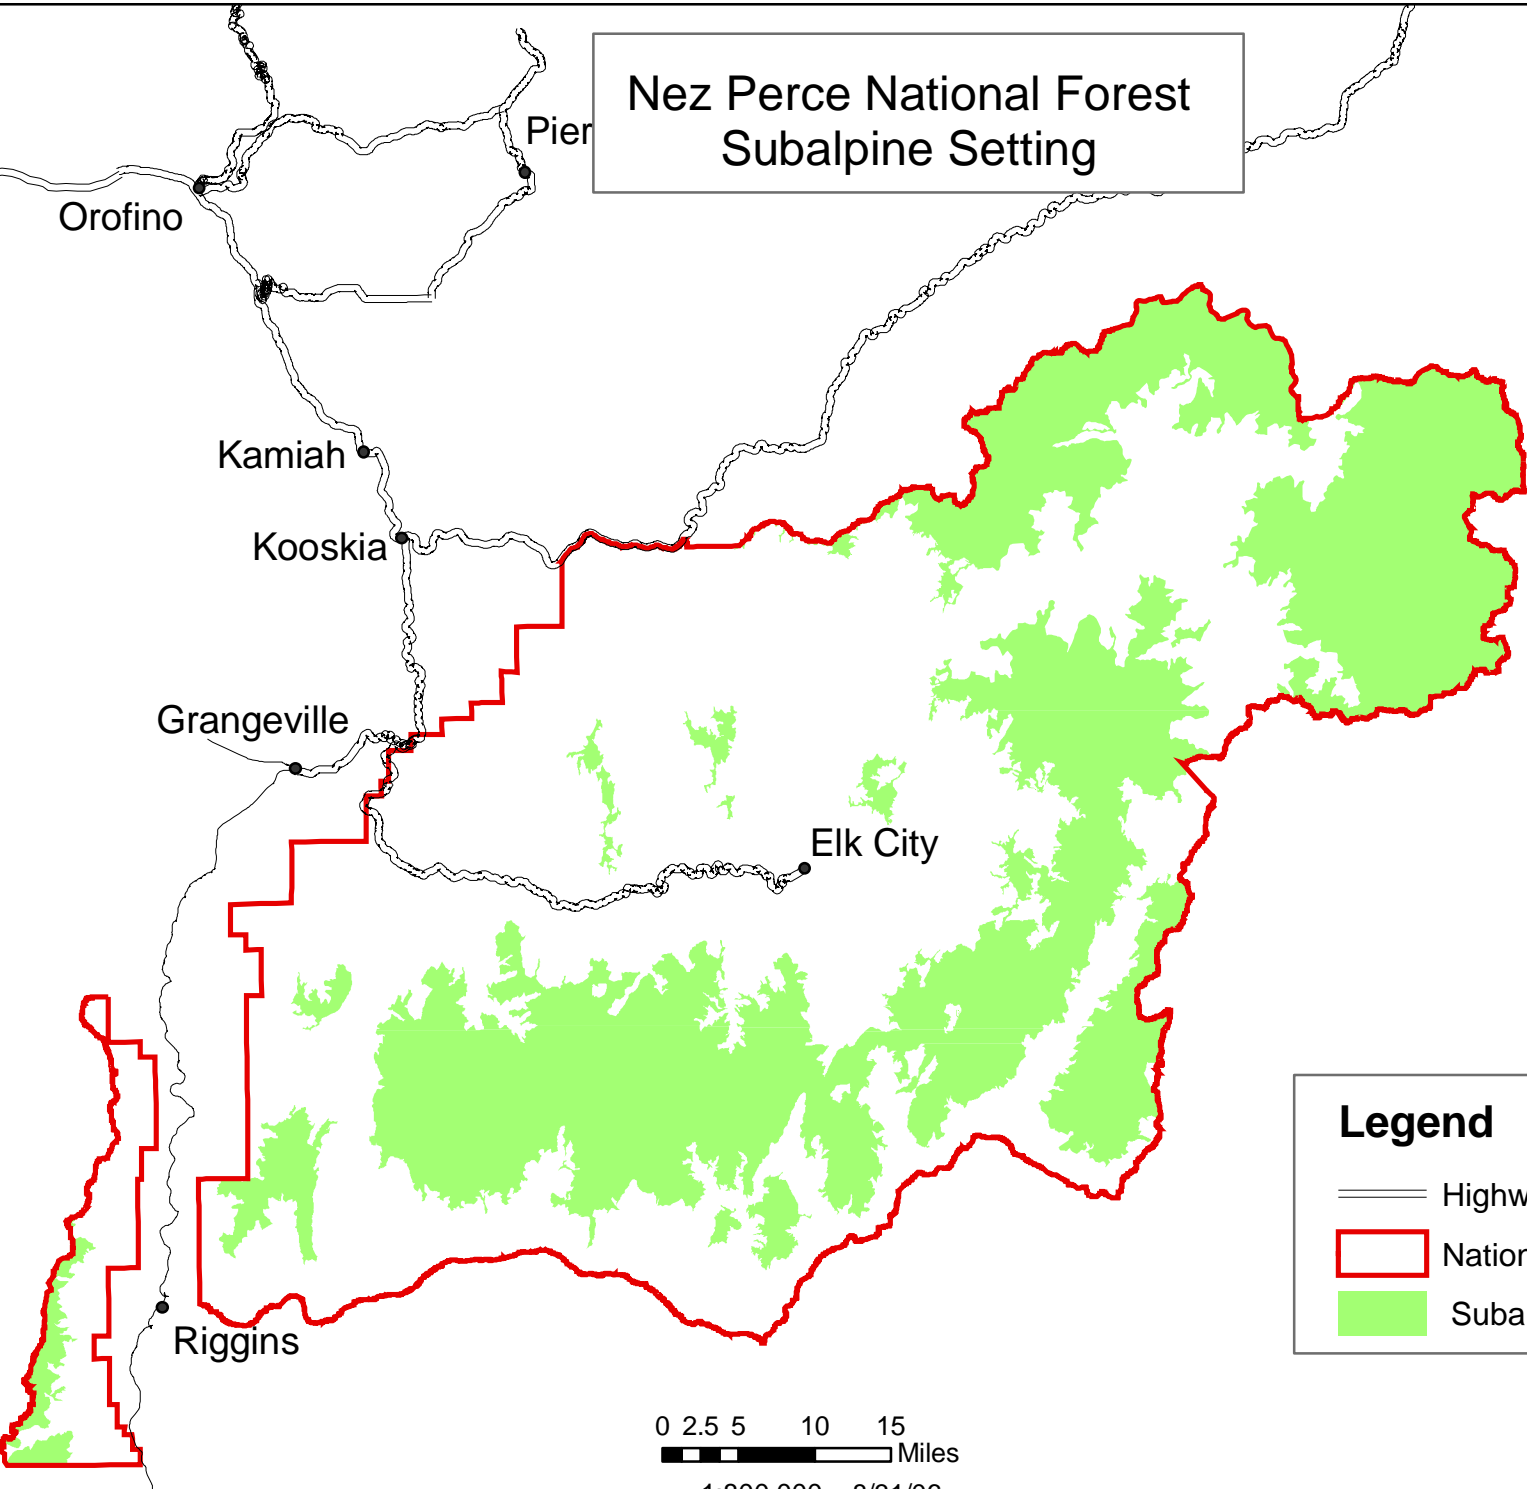 Nez Perce National Forest
Subalpine Setting
Pier
Orofino
Kamiah
Kooskia
Grangeville
Elk City
Riggins
Legend
Highw
Nation
Suba
0 2.5 5 10 15
Miles